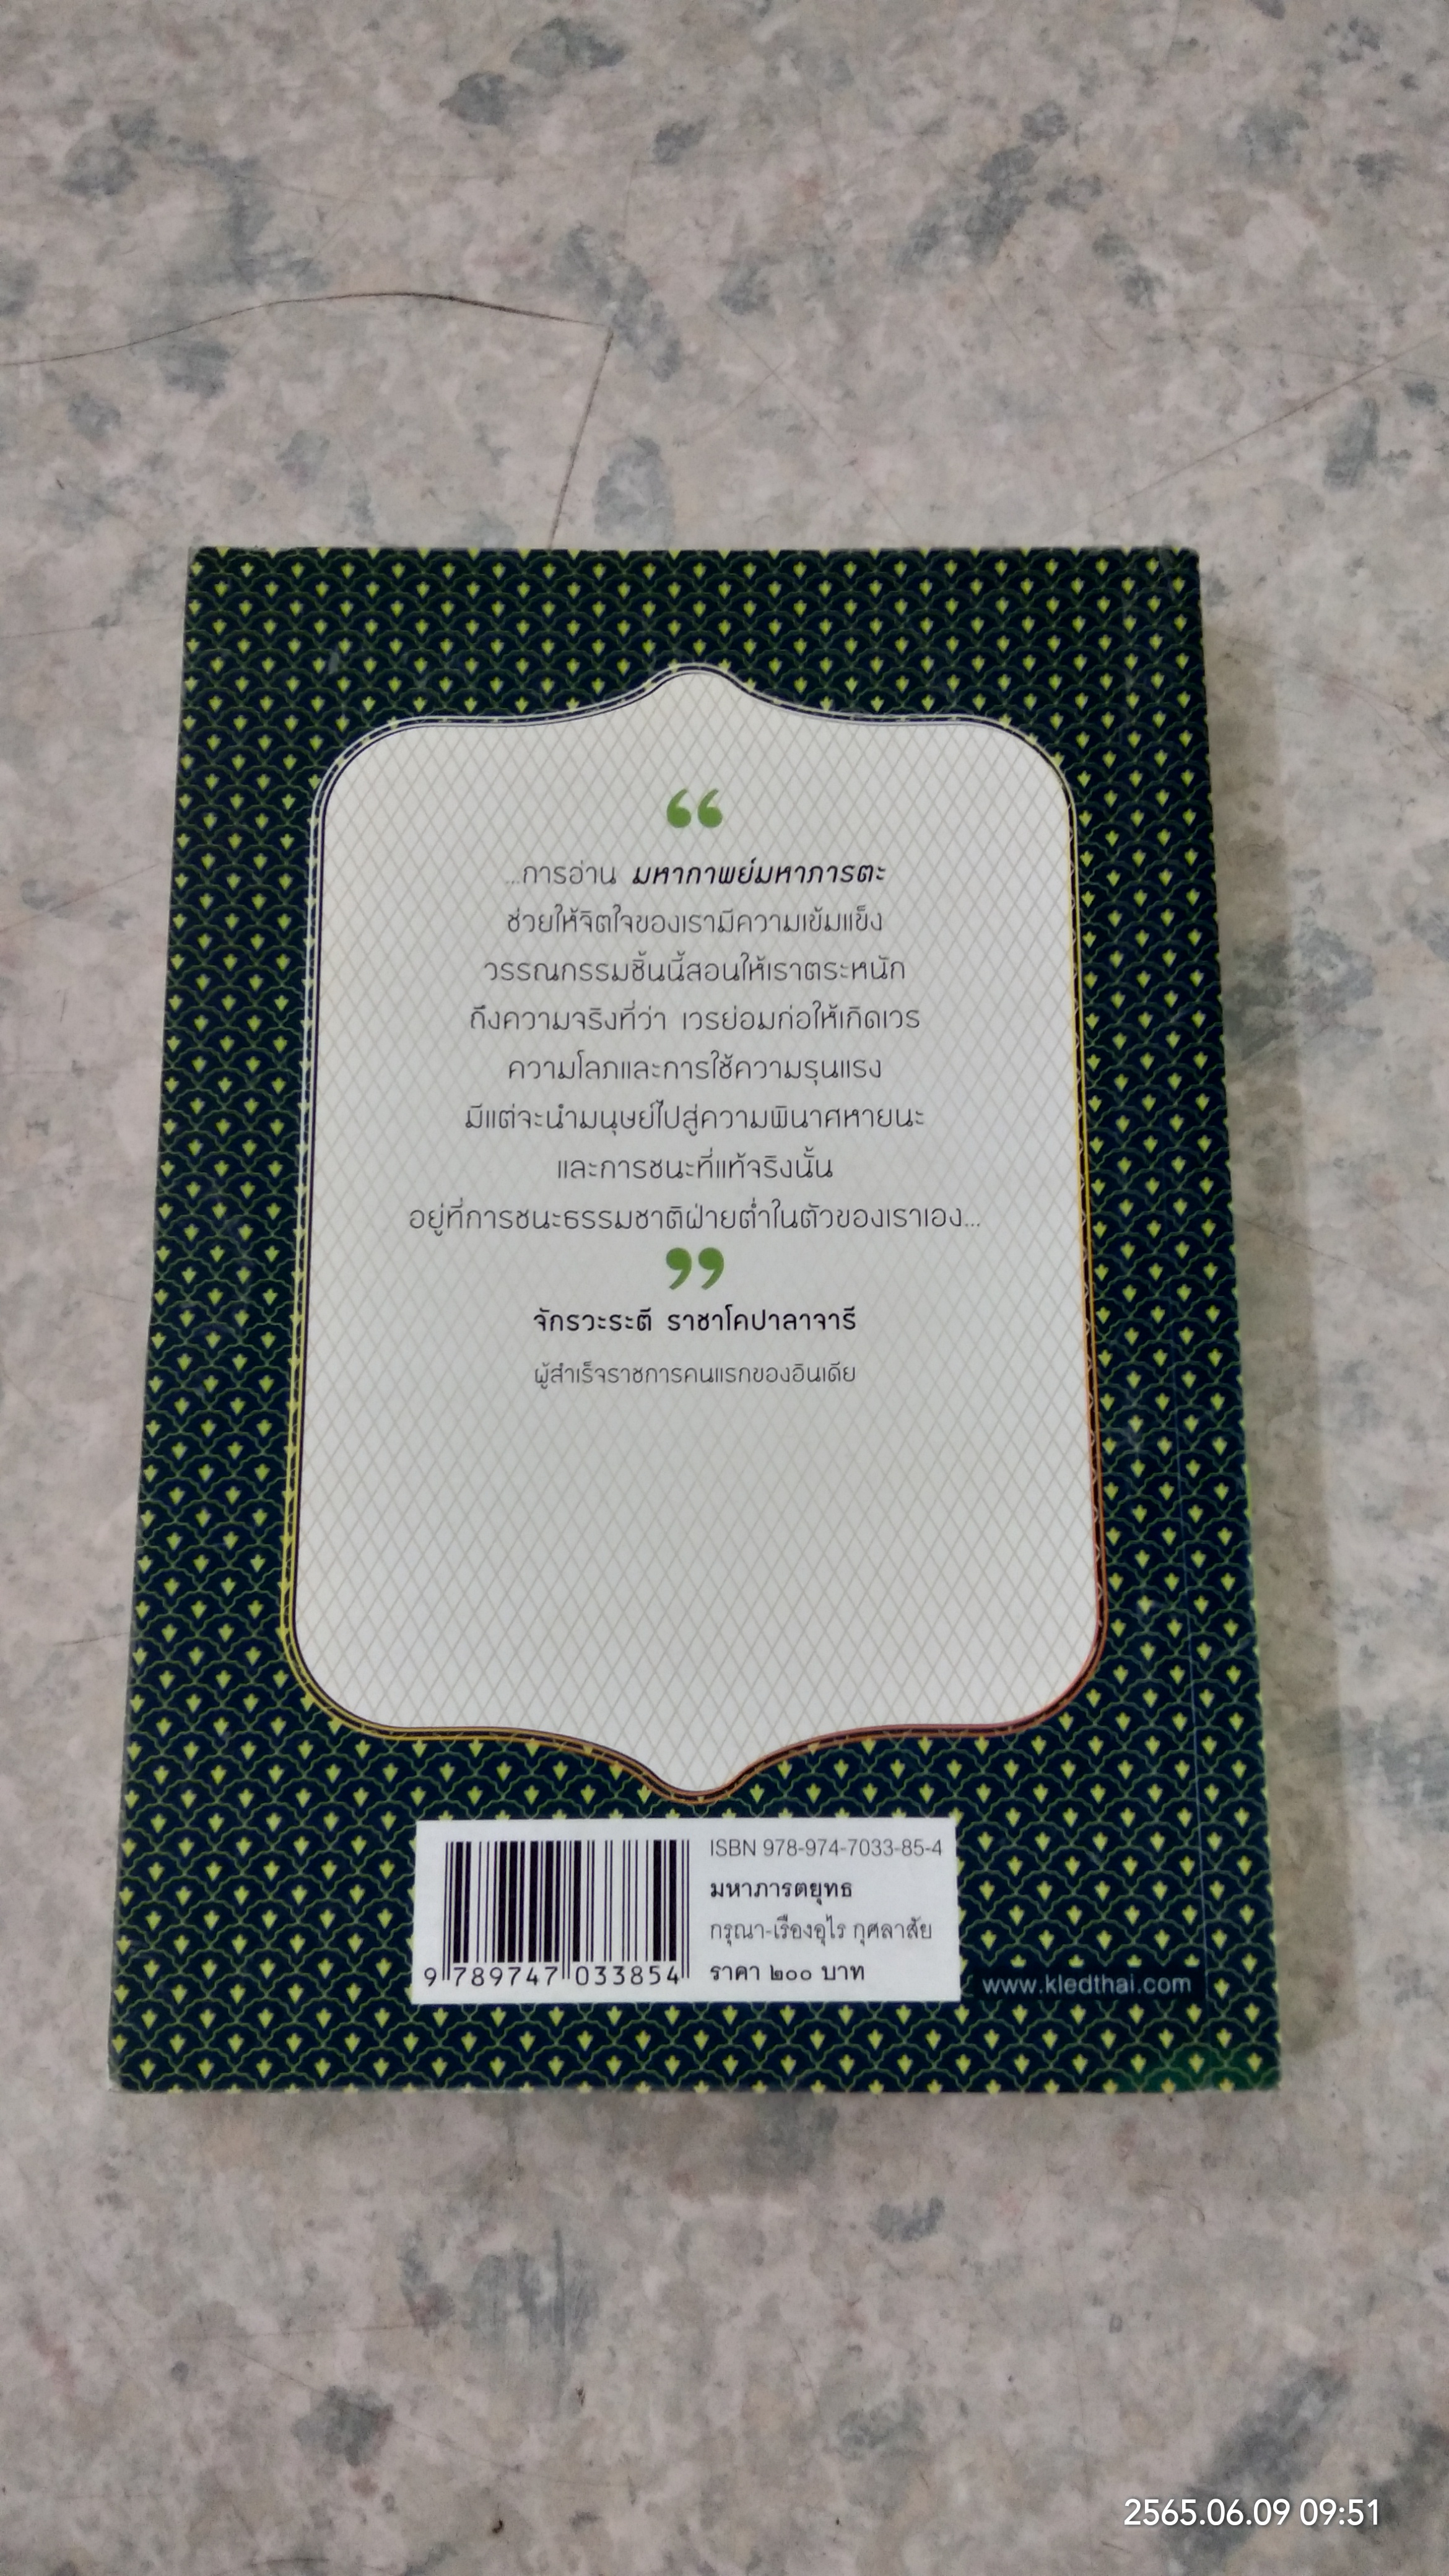 “
...การอ่าน มหากาพย์มหาภารตะ
ช่วยให้จิตใจของเรามีความเข้มแข็ง
วรรณกรรมชิ้นนี้สอนให้เราตระหนัก
ถึงความจริงที่ว่า เวรย่อมก่อให้เกิดเวร
ความโลภและการใช้ความรุนแรง
มีแต่จะนำมนุษย์ไปสู่ความพินาศหายนะ
และการชนะที่แท้จริงนั้น
อยู่ที่การชนะธรรมชาติฝ่ายต่ำในตัวของเราเอง...
”
จักรวะระตี ราชาโคปาลาจารี
ผู้สำเร็จราชการคนแรกของอินเดีย
ISBN 978-974-7033-85-4
มหาภารตยุทธ
กรุณา-เรืองอุไร กุศลาสัย
ราคา ๒๐๐ บาท
9 789747 033854
www.kledthai.com
2565.06.09 09:51